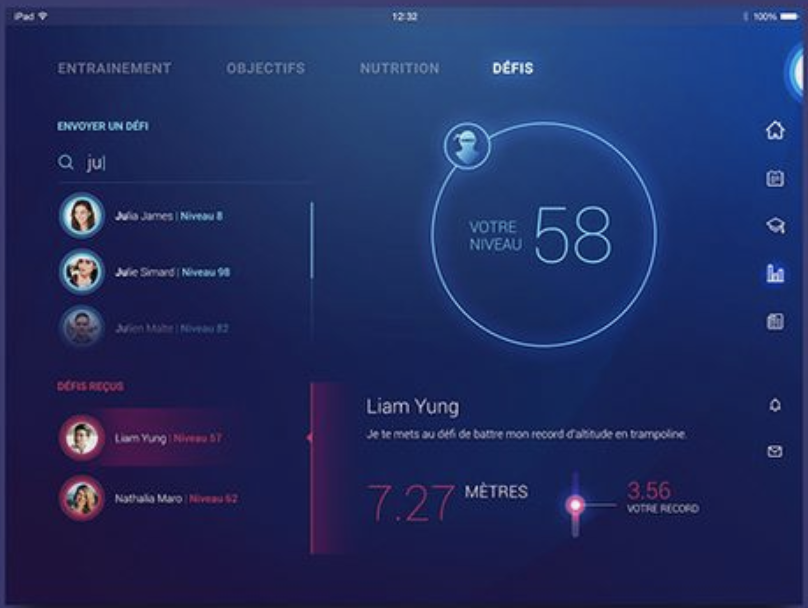 iPad
12:32
100%
ENTRAINEMENT
OBJECTIFS
NUTRITION
DÉFIS
ENVOYER UN DÉFI
ju
Julia James | Niveau 8
Julie Simard | Niveau 98
Julien Malte | Niveau 82
VOTRE
NIVEAU
58
DÉFIS REÇUS
Liam Yung | Niveau 57
Nathalia Maro | Niveau 62
Liam Yung
Je te mets au défi de battre mon record d'altitude en trampoline.
7.27 MÈTRES
3.56
VOTRE RECORD